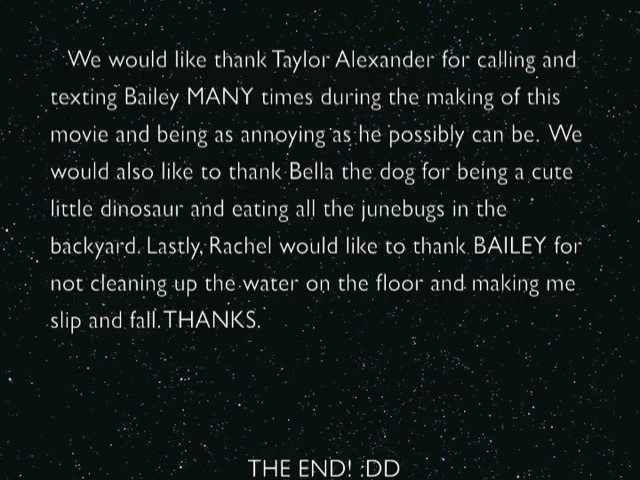 We would like thank Taylor Alexander for calling and
texting Bailey MANY times during the making of this
movie and being as annoying as he possibly can be. We
would also like to thank Bella the dog for being a cute
little dinosaur and eating all the junebugs in the
backyard. Lastly, Rachel would like to thank BAILEY for
not cleaning up the water on the floor and making me
slip and fall. THANKS.
THE END! :DD